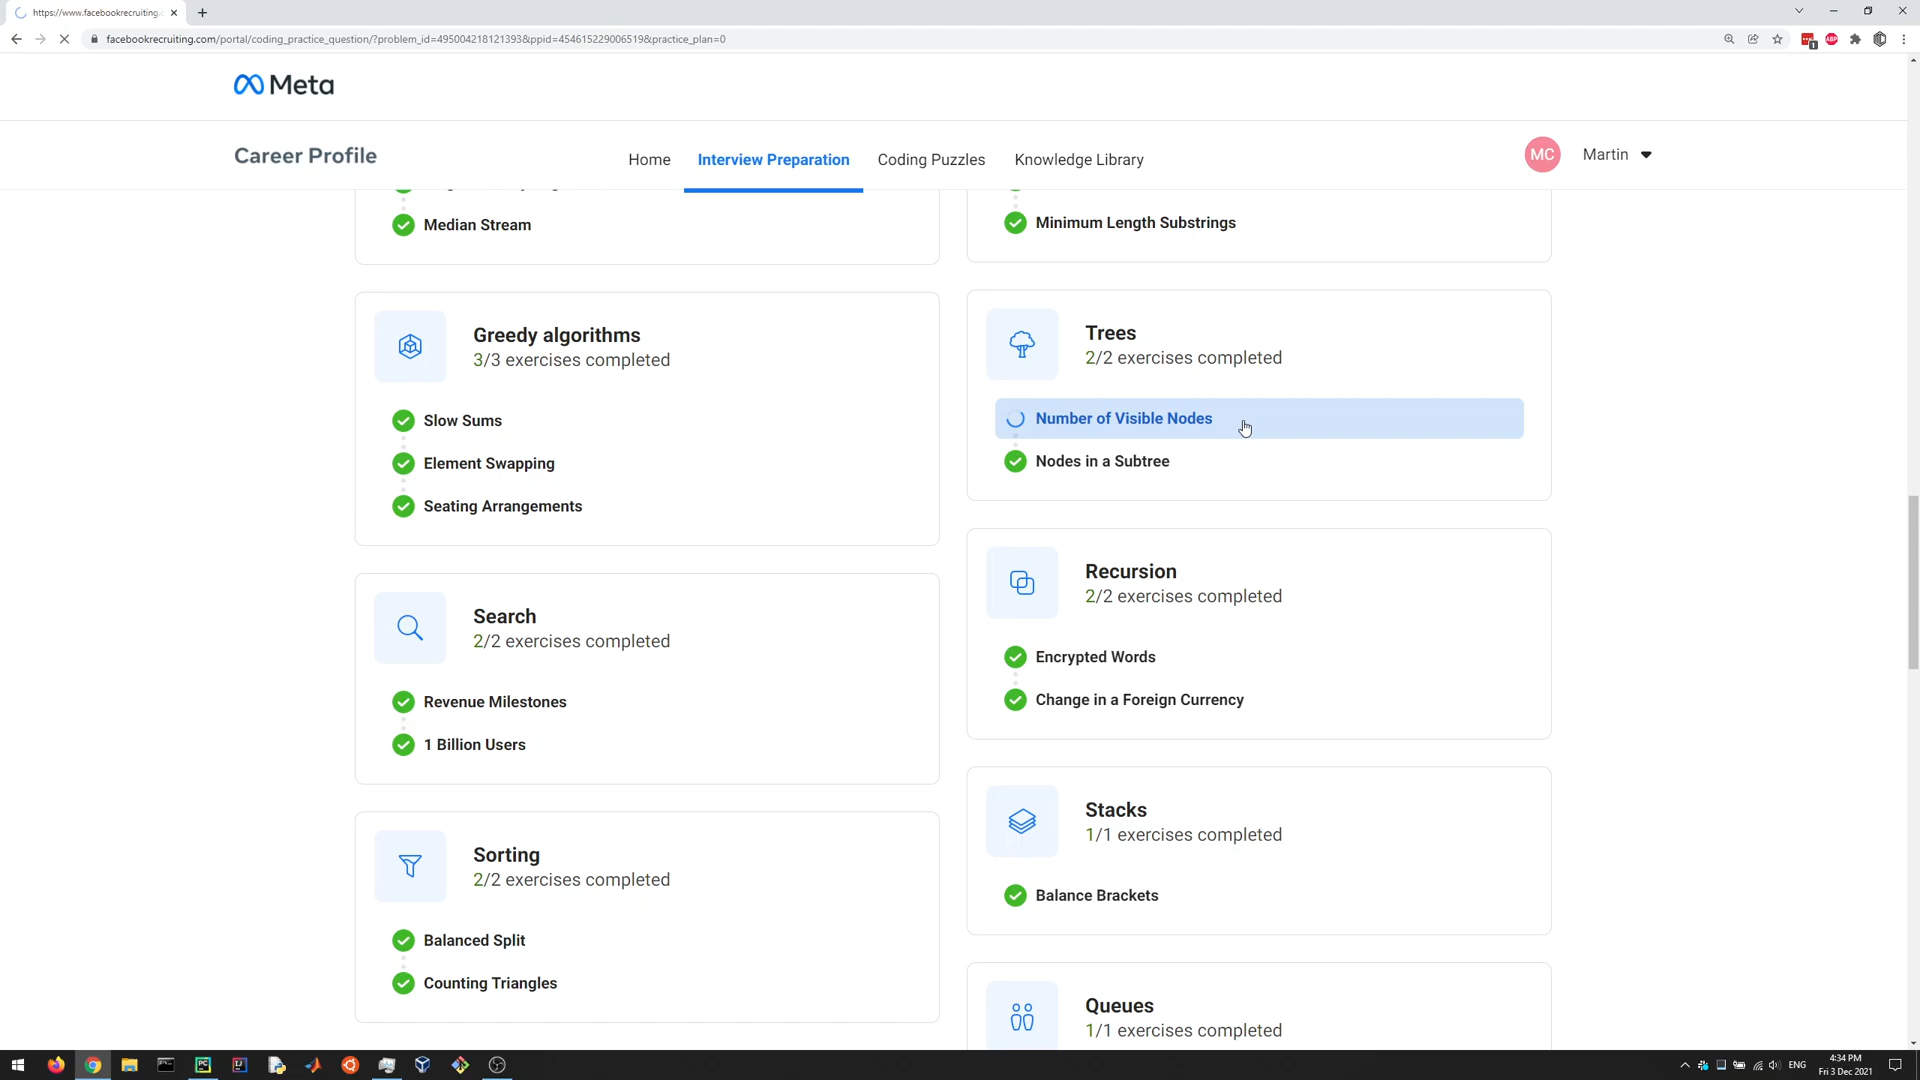 https://www.facebookrecruiting.
facebookrecruiting.com/portal/coding_practice_question/?problem_id=495004218121393&ppid=454615229006519&practice_plan=0
1
ABP
Meta
Career Profile
Home
Interview Preparation
Coding Puzzles
Knowledge Library
MC
Martin
Median Stream
Minimum Length Substrings
Greedy algorithms
3/3 exercises completed
Slow Sums
Element Swapping
Seating Arrangements
Trees
2/2 exercises completed
Number of Visible Nodes
Nodes in a Subtree
Search
2/2 exercises completed
Revenue Milestones
1 Billion Users
Recursion
2/2 exercises completed
Encrypted Words
Change in a Foreign Currency
Sorting
2/2 exercises completed
Balanced Split
Counting Triangles
Stacks
1/1 exercises completed
Balance Brackets
Queues
1/1 exercises completed
PC
IJ
ENG
4:34 PM
Fri 3 Dec 2021